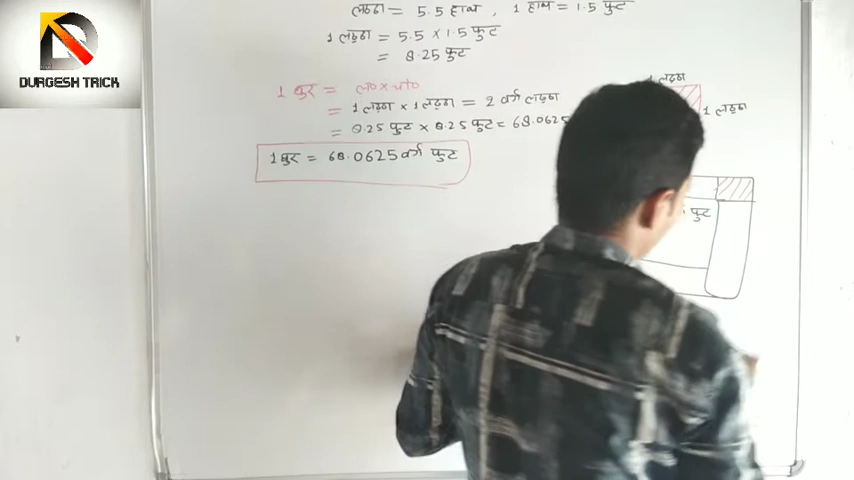 DURGESH TRICK
लठ्ठा = 5.5 हाथ , 1 हाथ = 1.5 फुट
1 लठ्ठा = 5.5 x 1.5 फुट
= 8.25 फुट
1 धुर = ल० x चौ०
= 1 लठ्ठा x 1 लठ्ठा = 2 वर्ग लठ्ठा
= 8.25 फुट x 8.25 फुट = 68.0625
1 धुर = 68.0625 वर्ग फुट
1 लठ्ठा
1 लठ्ठा
फुट